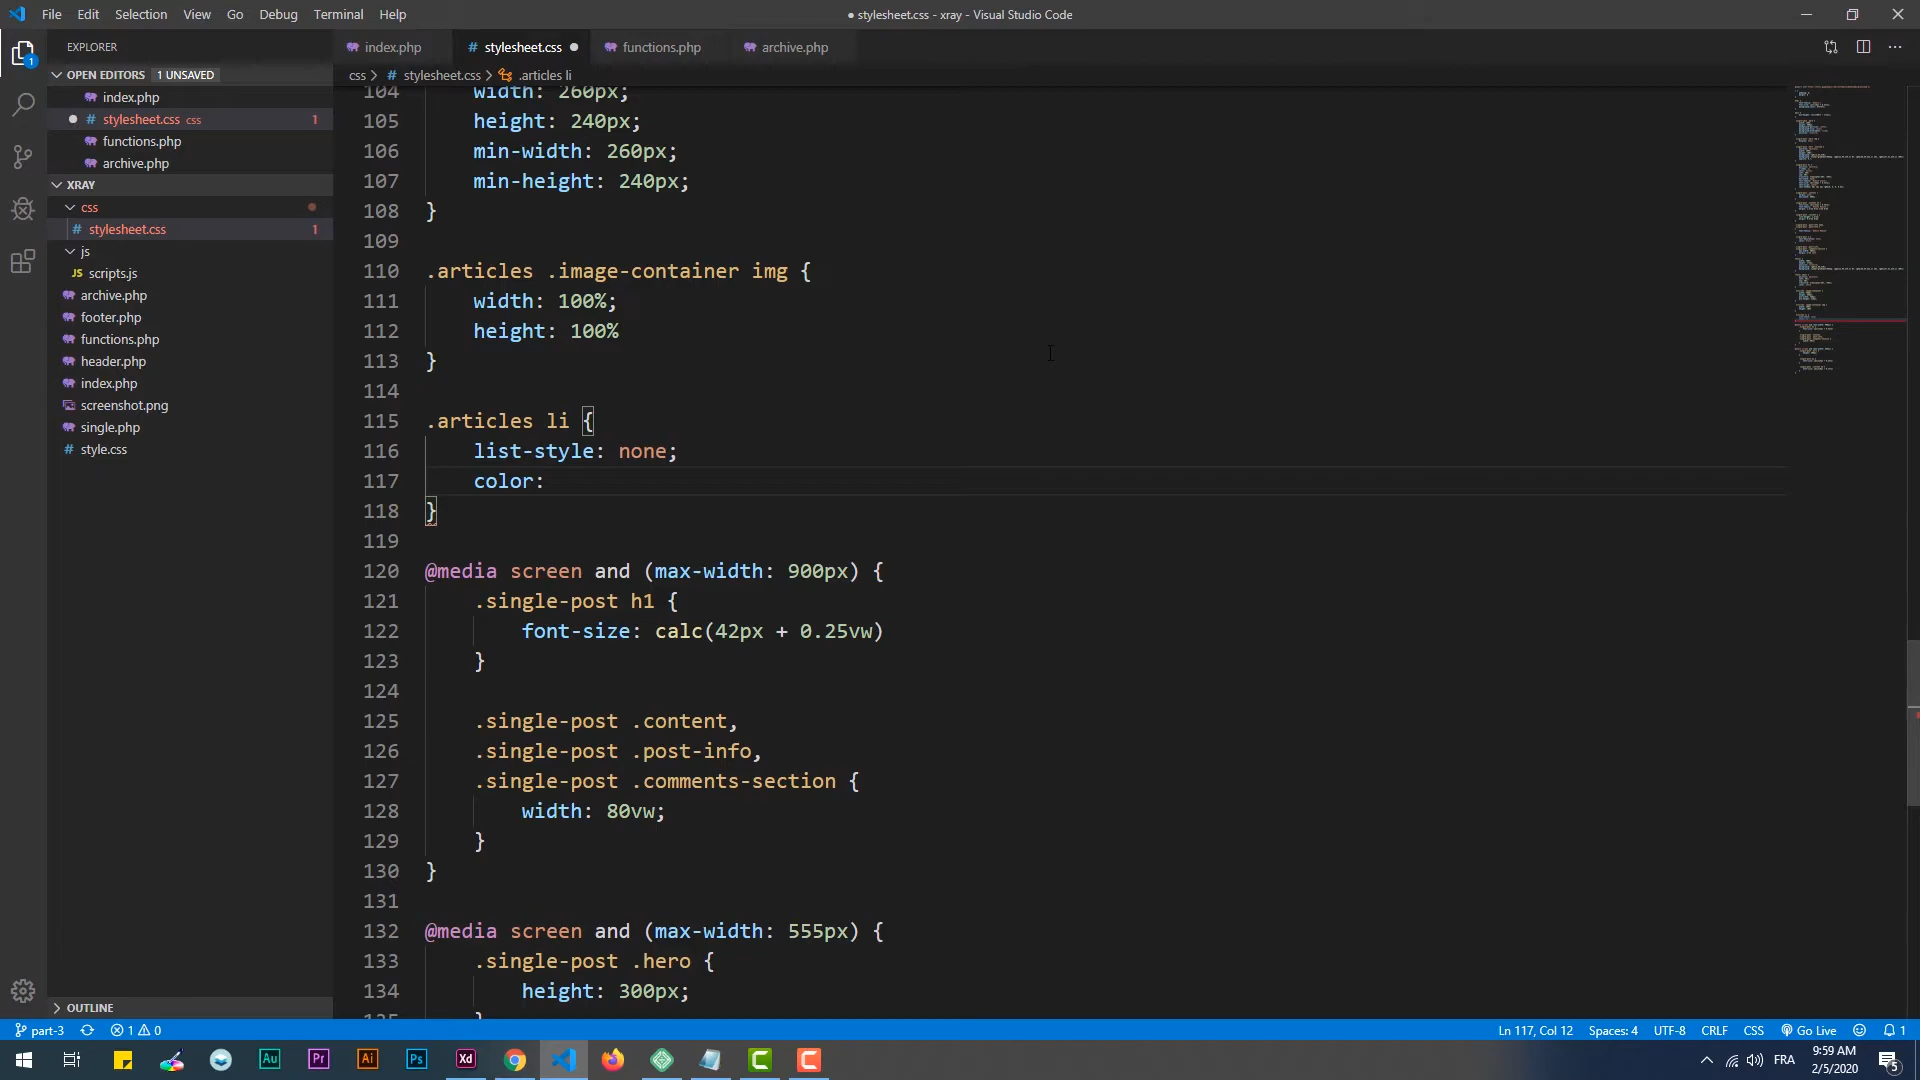 File Edit Selection View Go Debug Terminal Help
● stylesheet.css - xray - Visual Studio Code
EXPLORER
OPEN EDITORS 1 UNSAVED
index.php
# stylesheet.css css 1
functions.php
archive.php
XRAY
css
# stylesheet.css 1
js
JS scripts.js
archive.php
footer.php
functions.php
header.php
index.php
screenshot.png
single.php
# style.css
OUTLINE
index.php # stylesheet.css ● functions.php archive.php
css > # stylesheet.css > .articles li
104 width: 260px;
105 height: 240px;
106 min-width: 260px;
107 min-height: 240px;
108 }
109
110 .articles .image-container img {
111 width: 100%;
112 height: 100%
113 }
114
115 .articles li {
116 list-style: none;
117 color:
118 }
119
120 @media screen and (max-width: 900px) {
121 .single-post h1 {
122 font-size: calc(42px + 0.25vw)
123 }
124
125 .single-post .content,
126 .single-post .post-info,
127 .single-post .comments-section {
128 width: 80vw;
129 }
130 }
131
132 @media screen and (max-width: 555px) {
133 .single-post .hero {
134 height: 300px;
135 }
part-3 1 0 Ln 117, Col 12 Spaces: 4 UTF-8 CRLF CSS Go Live 1
Au Pr Ai Ps Xd FRA 9:59 AM
2/5/2020 5